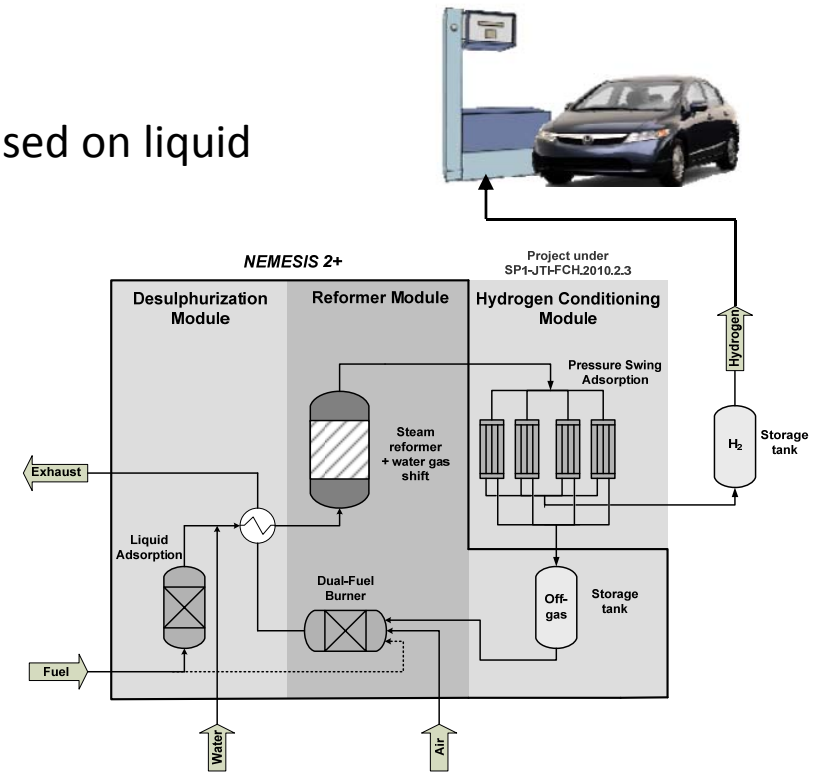 sed on liquid
NEMESIS 2+
Project under
SP1-JTI-FCH.2010.2.3
Desulphurization
Module
Reformer Module
Hydrogen Conditioning
Module
Pressure Swing
Adsorption
Hydrogen
Steam
reformer
+ water gas
shift
H2
Storage
tank
Exhaust
Liquid
Adsorption
Dual-Fuel
Burner
Off-
gas
Storage
tank
Fuel
Water
Air